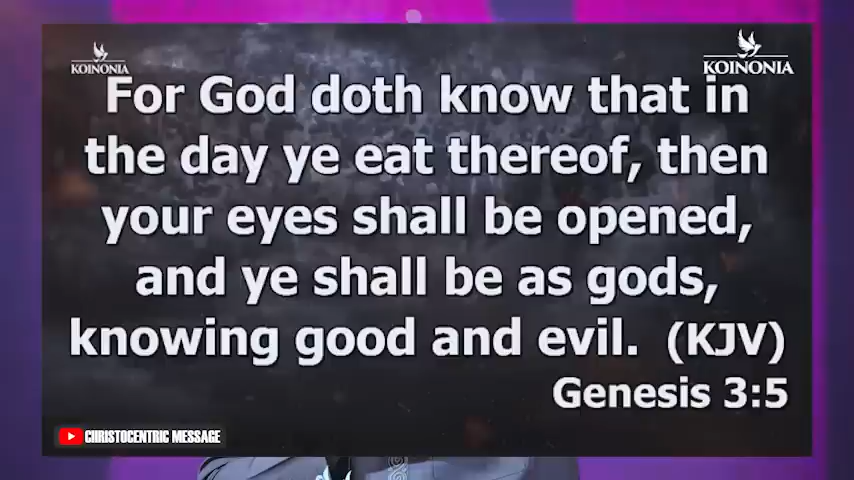 KOINONIA
KOINONIA
For God doth know that in
the day ye eat thereof, then
your eyes shall be opened,
and ye shall be as gods,
knowing good and evil. (KJV)
Genesis 3:5
CHRISTOCENTRIC MESSAGE